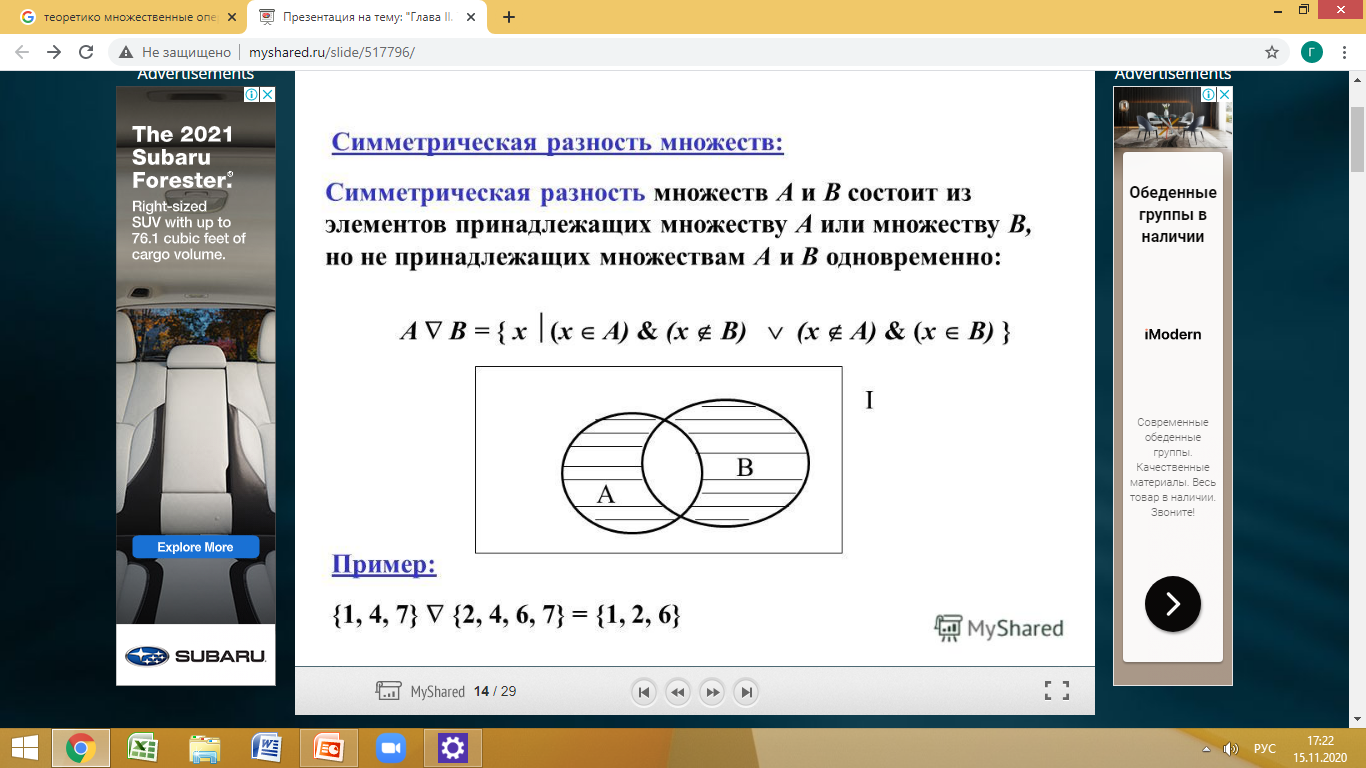 теоретико множественные опе
Презентация на тему: "Глава II.
Не защищено
myshared.ru/slide/517796/
Г
Advertisements
The 2021
Subaru
Forester.®
Right-sized
SUV with up to
76.1 cubic feet of
cargo volume.
Explore More
SUBARU
Симметрическая разность множеств:
Симметрическая разность множеств A и B состоит из
элементов принадлежащих множеству A или множеству B,
но не принадлежащих множествам A и B одновременно:
A ∇ B = { x | (x ∈ A) & (x ∉ B) ∨ (x ∉ A) & (x ∈ B) }
I
A
B
Пример:
{1, 4, 7} ∇ {2, 4, 6, 7} = {1, 2, 6}
MyShared
MyShared 14 / 29
Advertisements
Обеденные
группы в
наличии
iModern
Современные
обеденные
группы.
Качественные
материалы. Весь
товар в наличии.
Звоните!
РУС
17:22
15.11.2020